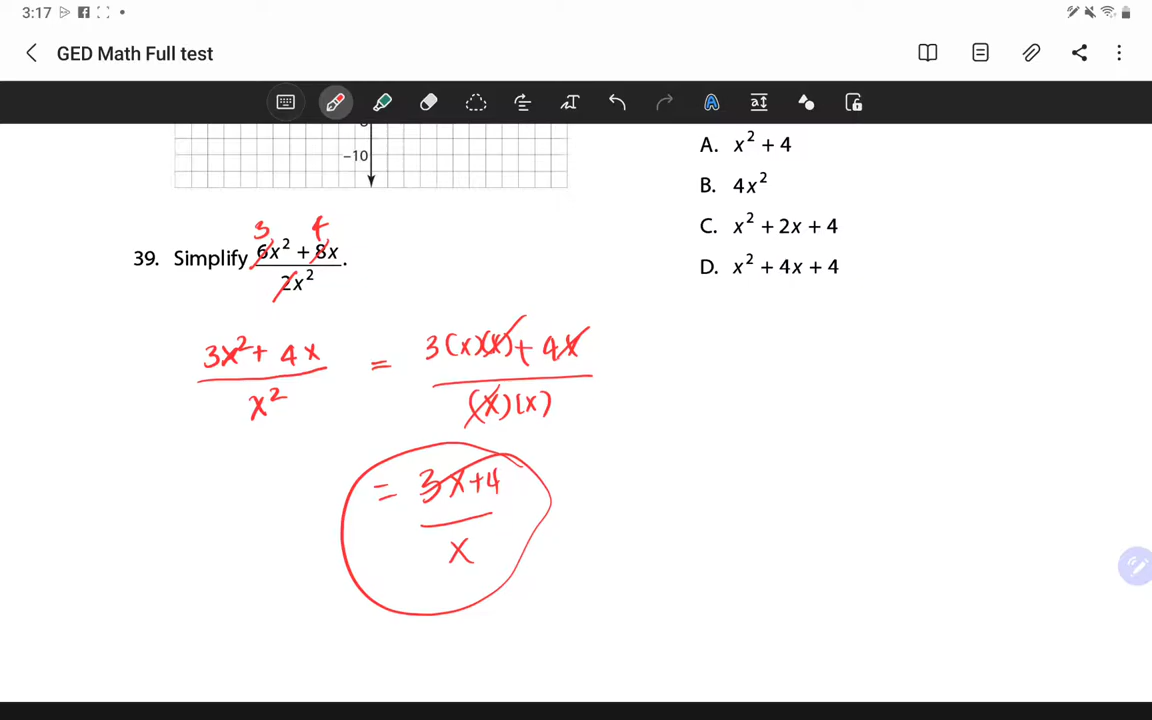 3:17
GED Math Full test
-10
A. x² + 4
B. 4x²
C. x² + 2x + 4
D. x² + 4x + 4
3 4
39. Simplify (6x² + 8x)/(2x²).
(3x² + 4x)/(x²) = (3(x)(x) + 4x)/((x)(x))
= (3x+4)/x